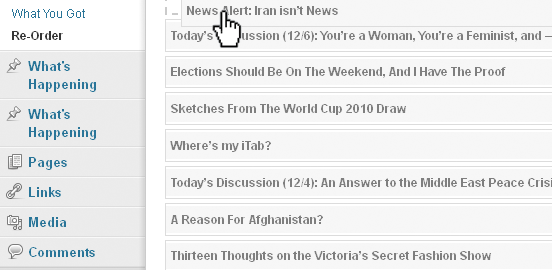 What You Got
Re-Order
What's
Happening
What's
Happening
Pages
Links
Media
Comments
News Alert: Iran isn't News
Today's ussion (12/6): You're a Woman, You're a Feminist, and —
Elections Should Be On The Weekend, And I Have The Proof
Sketches From The World Cup 2010 Draw
Where's my iTab?
Today's Discussion (12/4): An Answer to the Middle East Peace Crisi
A Reason For Afghanistan?
Thirteen Thoughts on the Victoria's Secret Fashion Show